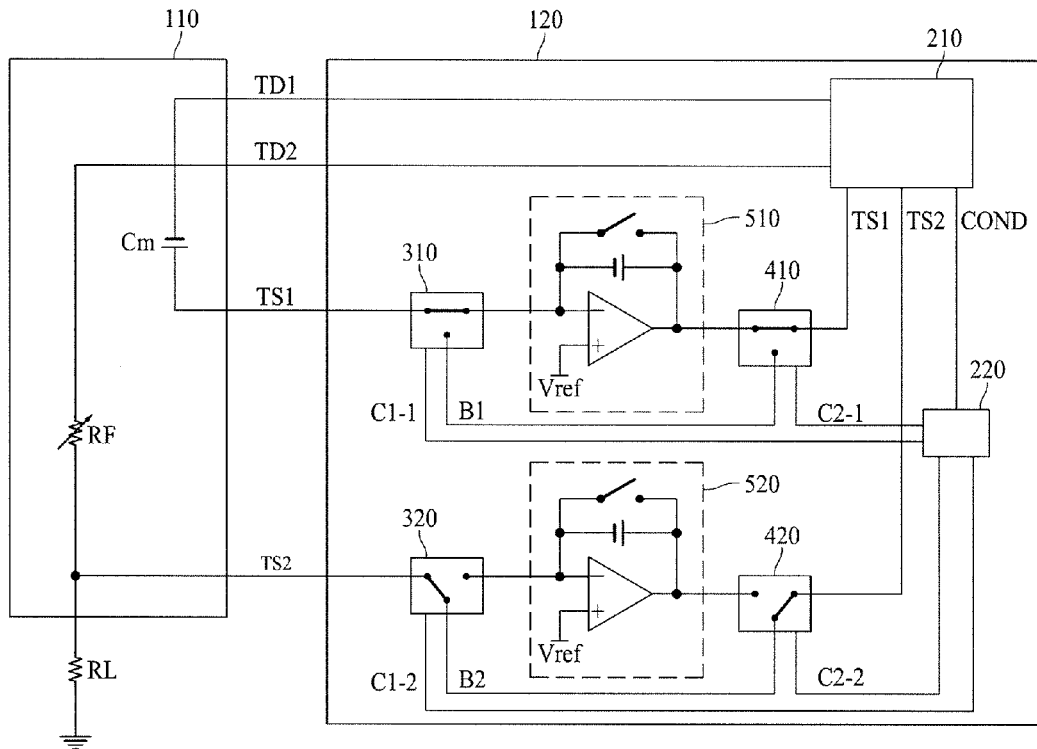 110
120
210
TD1
TD2
TS1 TS2 COND
510
Cm
310
410
TS1
−
+
Vref
220
C1-1
B1
C2-1
RF
520
320
420
TS2
−
+
Vref
RL
C1-2
B2
C2-2